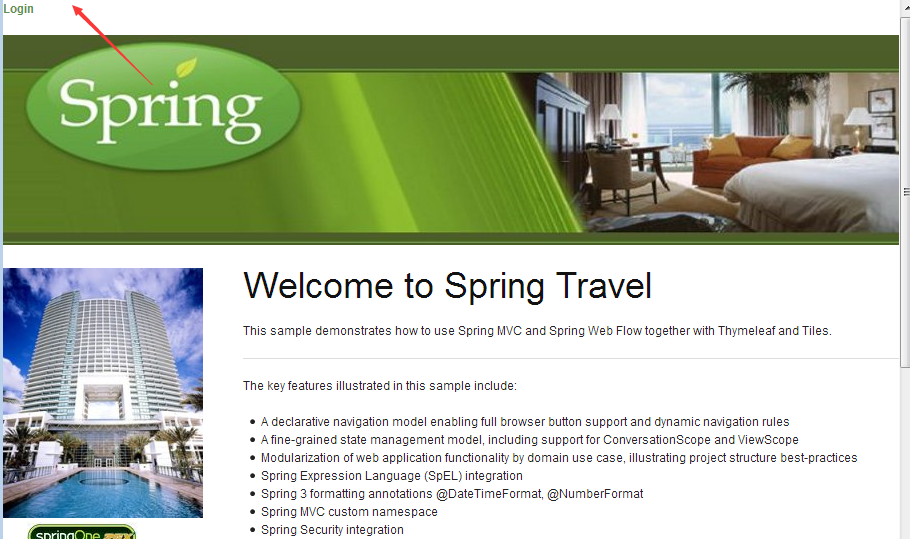 Login
Spring
Welcome to Spring Travel
This sample demonstrates how to use Spring MVC and Spring Web Flow together with Thymeleaf and Tiles.
The key features illustrated in this sample include:
A declarative navigation model enabling full browser button support and dynamic navigation rules
A fine-grained state management model, including support for ConversationScope and ViewScope
Modularization of web application functionality by domain use case, illustrating project structure best-practices
Spring Expression Language (SpEL) integration
Spring 3 formatting annotations @DateTimeFormat, @NumberFormat
Spring MVC custom namespace
Spring Security integration
springOne